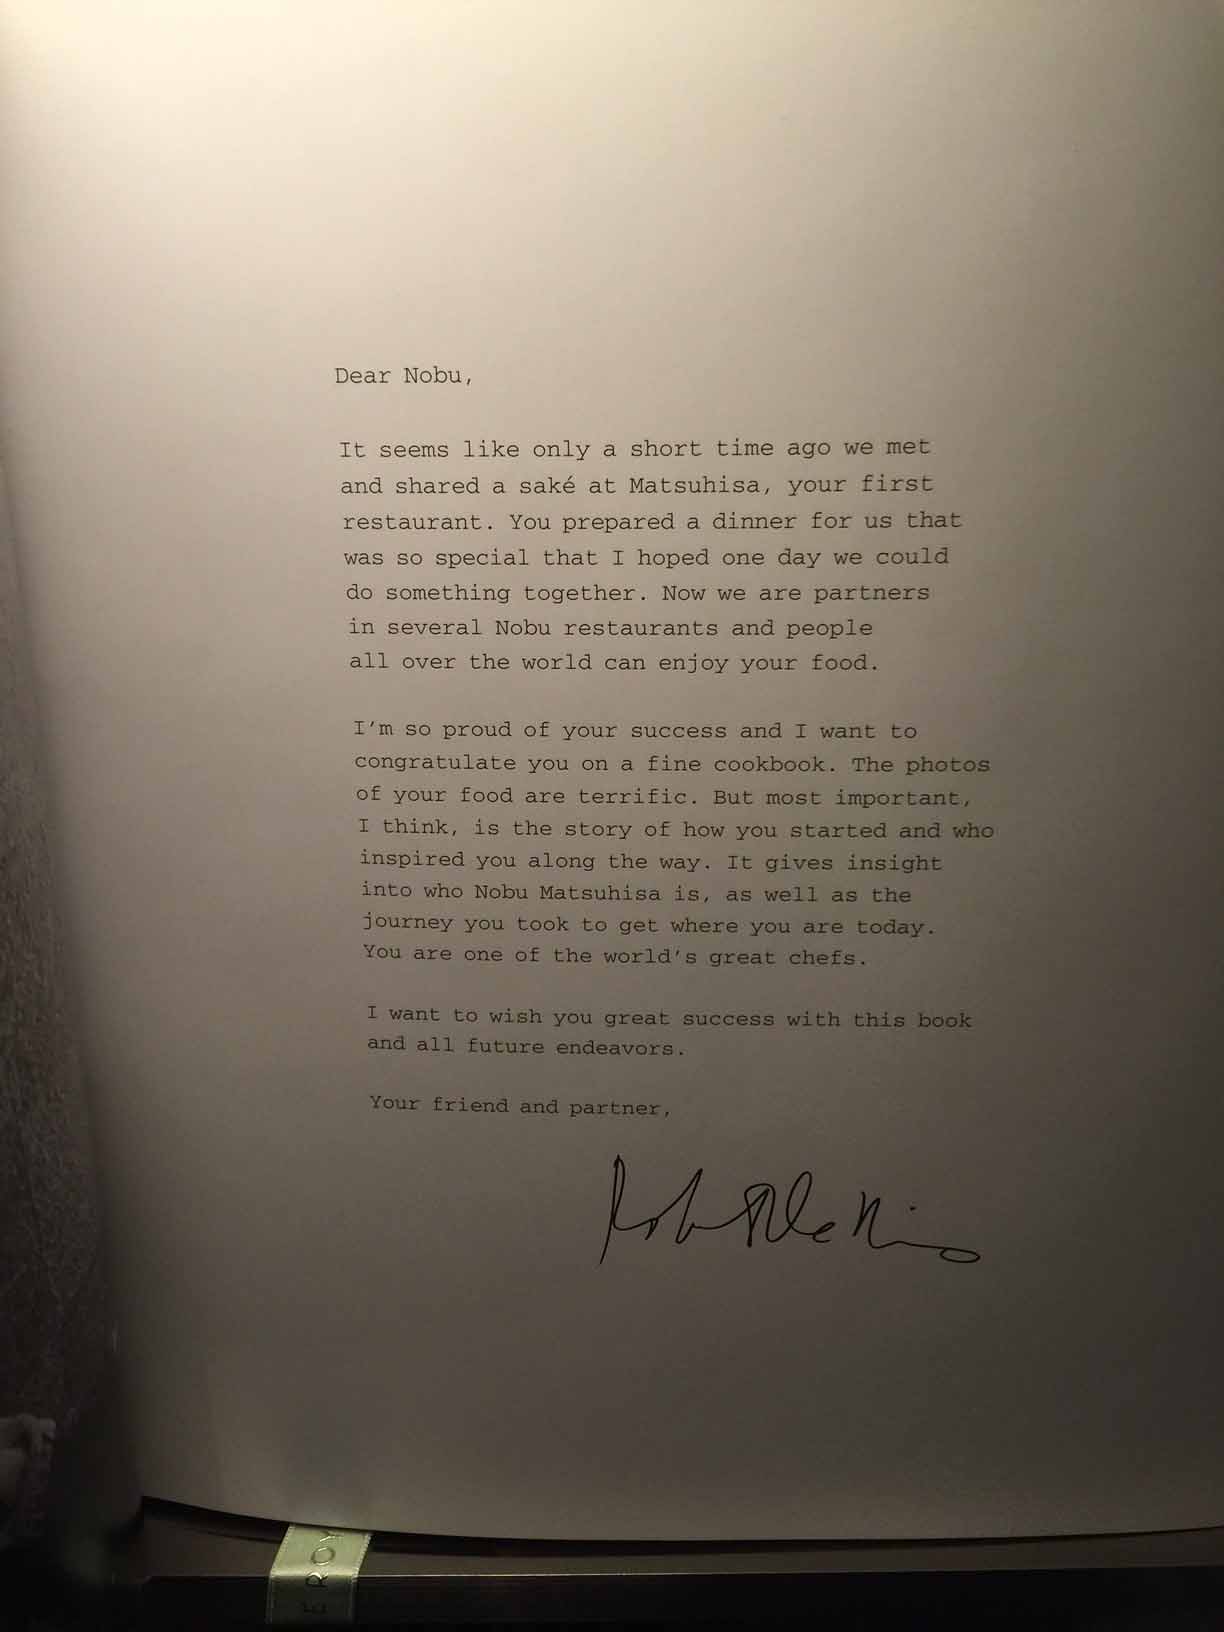 Dear Nobu,
It seems like only a short time ago we met
and shared a saké at Matsuhisa, your first
restaurant. You prepared a dinner for us that
was so special that I hoped one day we could
do something together. Now we are partners
in several Nobu restaurants and people
all over the world can enjoy your food.
I'm so proud of your success and I want to
congratulate you on a fine cookbook. The photos
of your food are terrific. But most important,
I think, is the story of how you started and who
inspired you along the way. It gives insight
into who Nobu Matsuhisa is, as well as the
journey you took to get where you are today.
You are one of the world's great chefs.
I want to wish you great success with this book
and all future endeavors.
Your friend and partner,
Robert De Niro
EROY